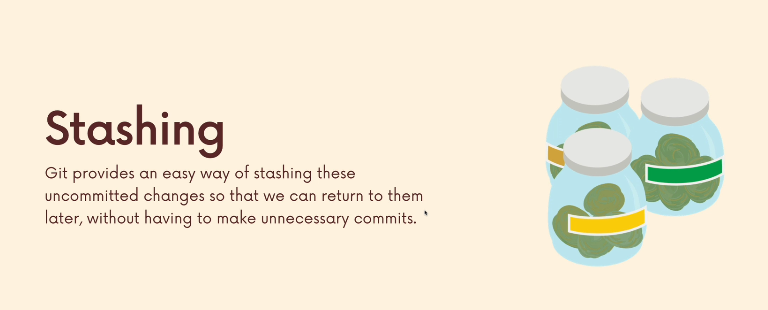 Stashing
Git provides an easy way of stashing these
uncommitted changes so that we can return to them
later, without having to make unnecessary commits.